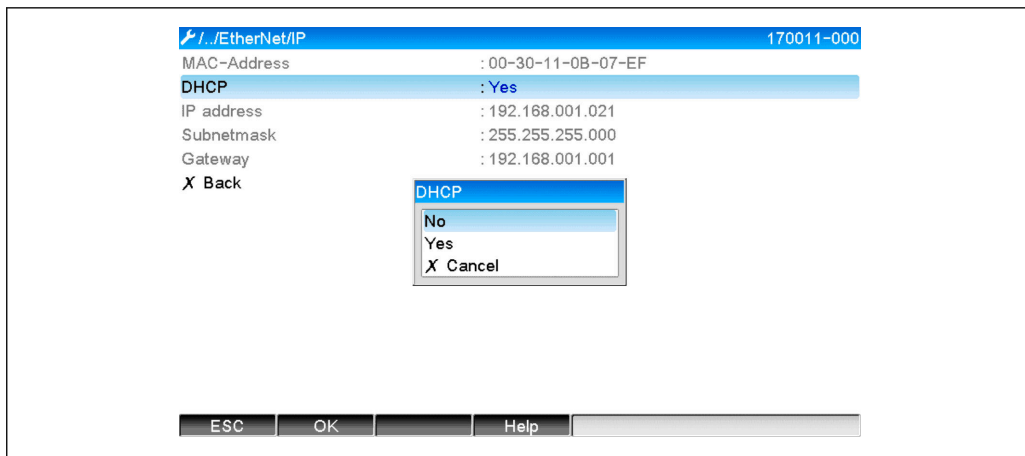 /../EtherNet/IP 170011-000
MAC-Address : 00-30-11-0B-07-EF
DHCP : Yes
IP address : 192.168.001.021
Subnetmask : 255.255.255.000
Gateway : 192.168.001.001
X Back
DHCP
No
Yes
X Cancel
ESC OK Help